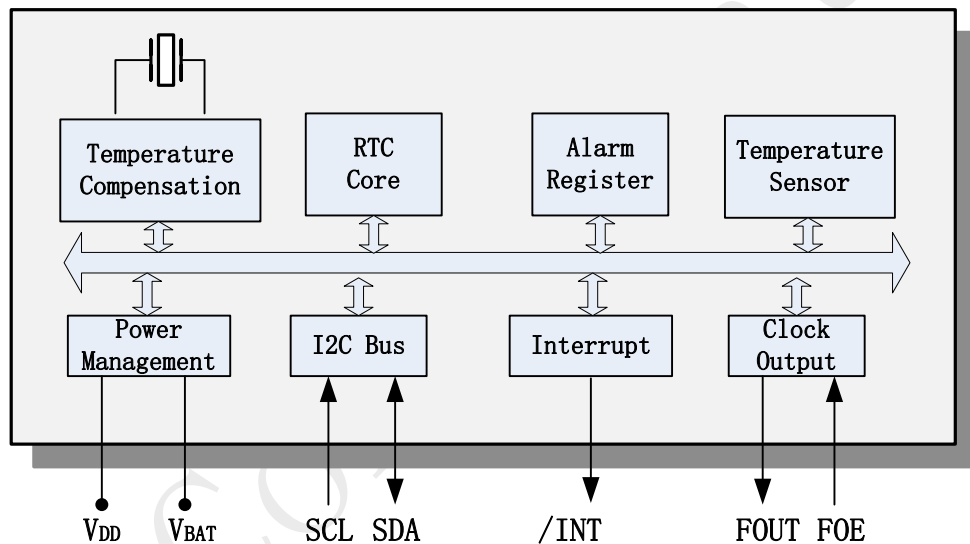 Temperature
Compensation
RTC
Core
Alarm
Register
Temperature
Sensor
Power
Management
I2C Bus
Interrupt
Clock
Output
VDD
VBAT
SCL
SDA
/INT
FOUT
FOE